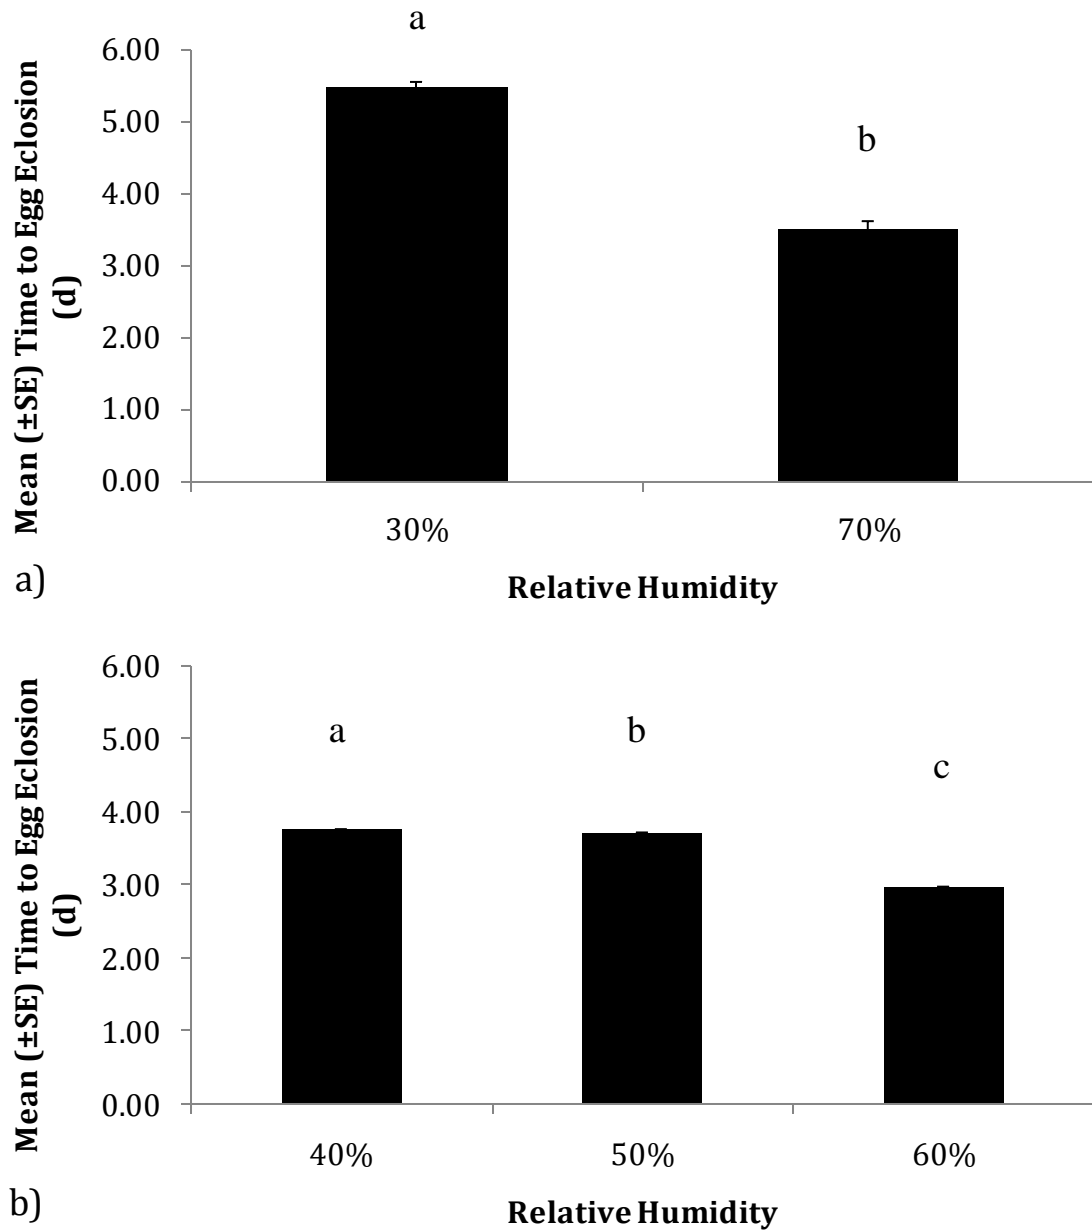 a
6.00
5.00
b
4.00
3.00
2.00
1.00
0.00
Mean (±SE) Time to Egg Eclosion
(d)
30%
70%
a)
Relative Humidity
6.00
5.00
a
b
c
4.00
3.00
2.00
1.00
0.00
Mean (±SE) Time to Egg Eclosion
(d)
40%
50%
60%
b)
Relative Humidity